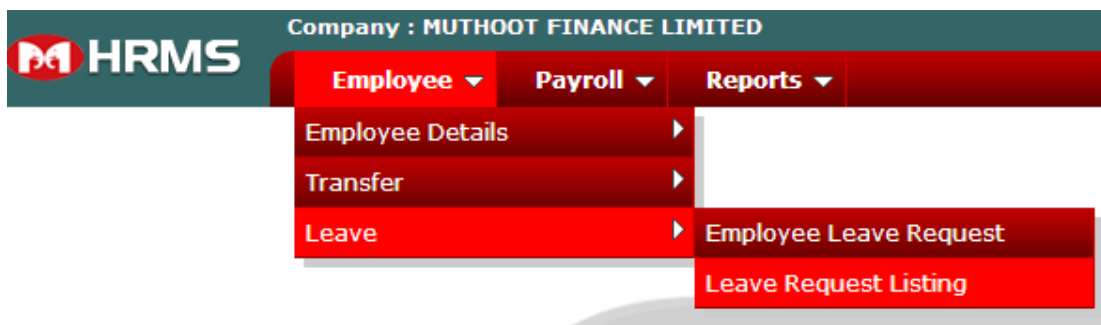 Company : MUTHOOT FINANCE LIMITED
HRMS
Employee Payroll Reports
Employee Details
Transfer
Leave
Employee Leave Request
Leave Request Listing